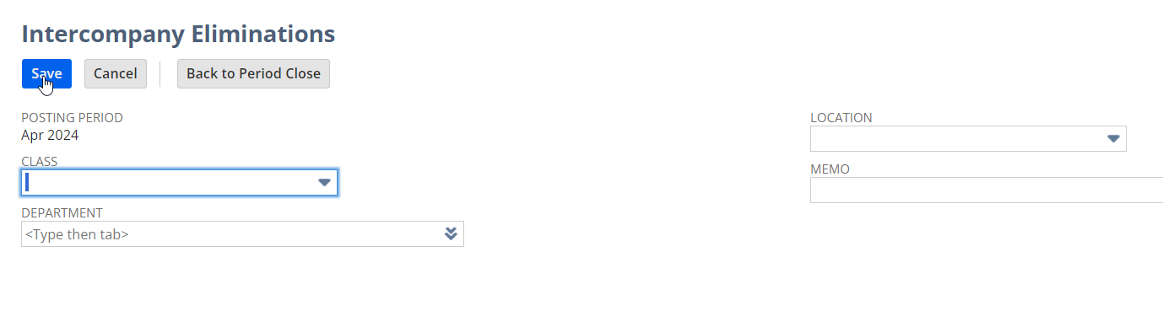 Intercompany Eliminations
Save Cancel Back to Period Close
POSTING PERIOD
Apr 2024
CLASS
DEPARTMENT
<Type then tab>
LOCATION
MEMO